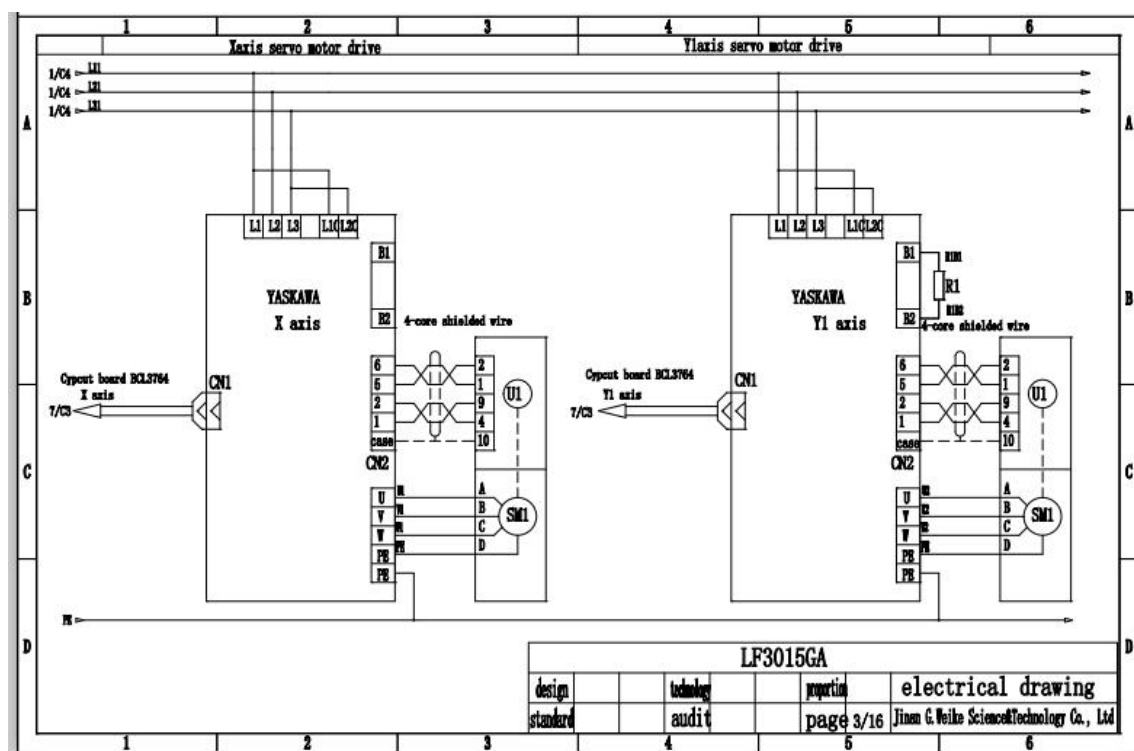 1 2 3 4 5 6
Xaxis servo motor drive Y1axis servo motor drive
1/C4 L11
1/C4 L21
1/C4 L31
A A
L1 L2 L3 L1C L2C L1 L2 L3 L1C L2C
B1 B1
B B
YASKAWA YASKAWA R1
X axis Y1 axis
B2 B2
4-core shielded wire 4-core shielded wire
6 2 6 2
Cypcut board BCL3764 CN1 5 1 Cypcut board BCL3764 CN1 5 1
X axis U1 Y1 axis U1
7/C3 2 9 7/C3 2 9
1 4 1 4
case 10 case 10
CN2 CN2
C C
U A U A
V B V B
SM1 SM1
W C W C
PE PE D PE PE D
PE PE
PE
D D
LF3015GA
design technology proportion electrical drawing
standard audit page 3/16 Jinan G.Weike Science&Technology Co., Ltd
1 2 3 4 5 6